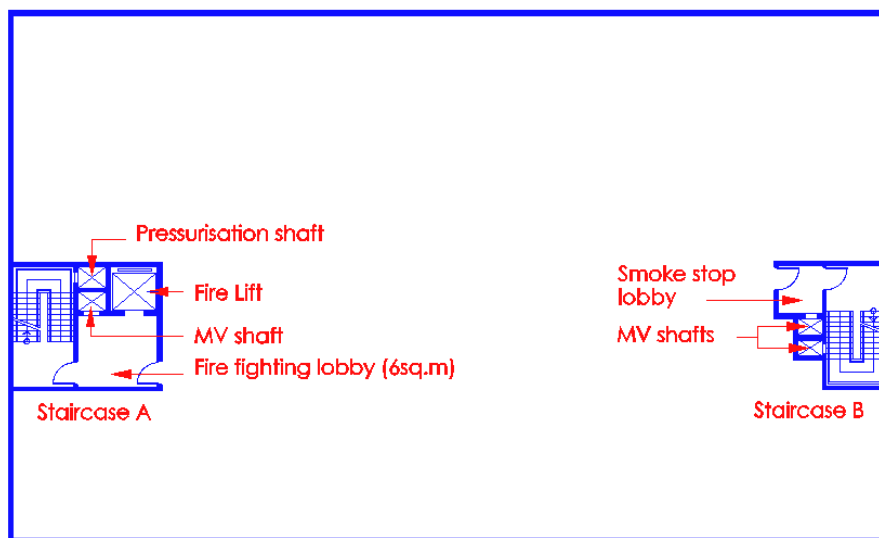 Pressurisation shaft
Fire Lift
MV shaft
Fire fighting lobby (6sq.m)
Staircase A
Smoke stop
lobby
MV shafts
Staircase B